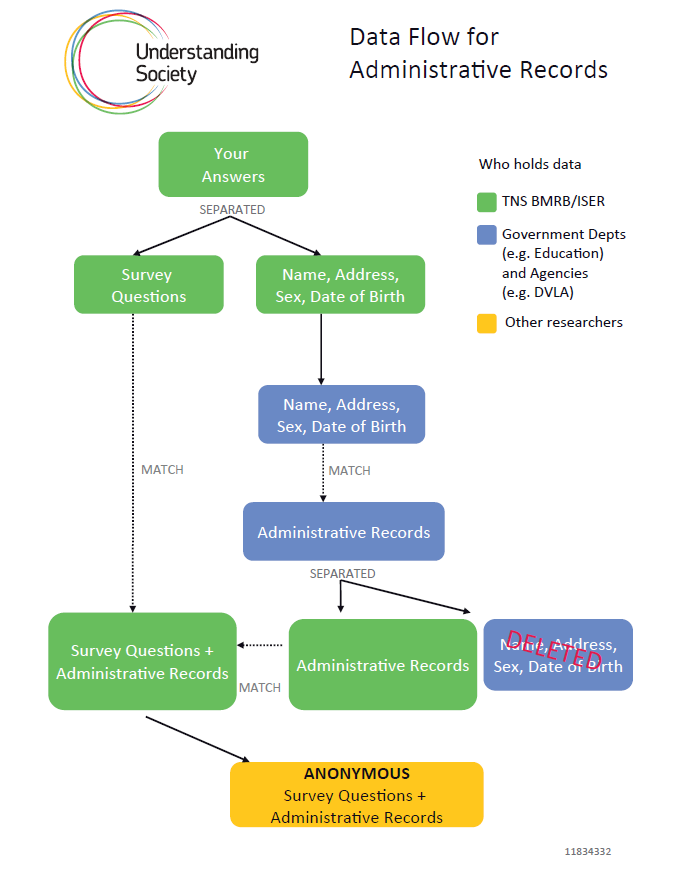 Understanding
Society
Data Flow for
Administrative Records
Your
Answers
Who holds data
TNS BMRB/ISER
Government Depts
(e.g. Education)
and Agencies
(e.g. DVLA)
Other researchers
SEPARATED
Survey
Questions
Name, Address,
Sex, Date of Birth
Name, Address,
Sex, Date of Birth
MATCH
MATCH
Administrative Records
SEPARATED
Survey Questions +
Administrative Records
MATCH
Administrative Records
Name, Address,
Sex, Date of Birth
DELETED
ANONYMOUS
Survey Questions +
Administrative Records
11834332